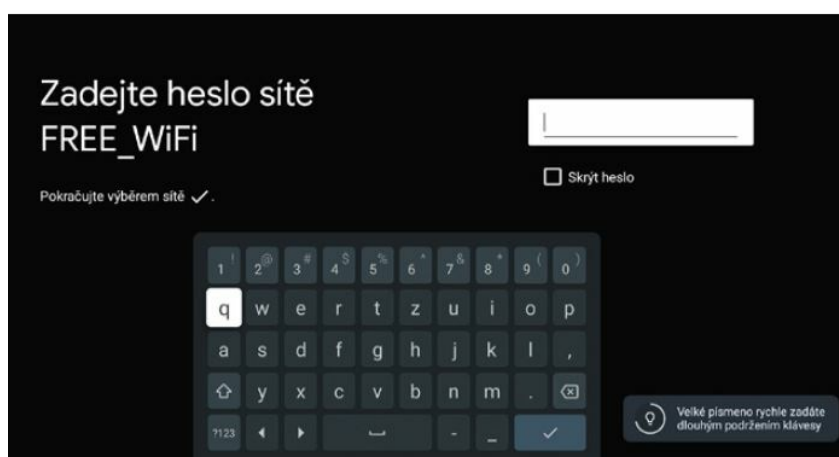 Zadejte heslo sítě
FREE_WiFi
Pokračujte výběrem sítě ✓.
Skrýt heslo
1 ! 2 @ 3 # 4 $ 5 % 6 ^ 7 & 8 * 9 ( 0 )
q w e r t z u i o p
a s d f g h j k l ,
y x c v b n m .
?123 - _
Velké písmeno rychle zadáte
dlouhým podržením klávesy